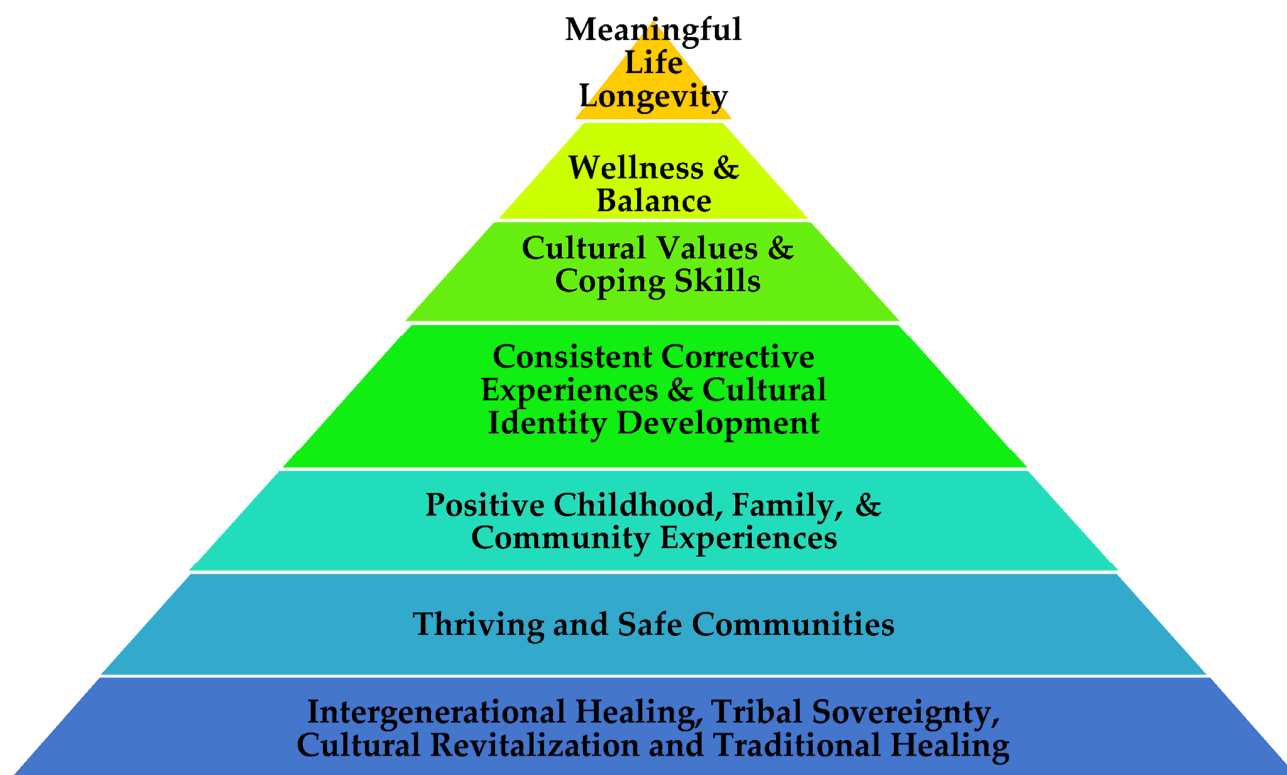 Meaningful
Life
Longevity
Wellness &
Balance
Cultural Values &
Coping Skills
Consistent Corrective
Experiences & Cultural
Identity Development
Positive Childhood, Family, &
Community Experiences
Thriving and Safe Communities
Intergenerational Healing, Tribal Sovereignty,
Cultural Revitalization and Traditional Healing